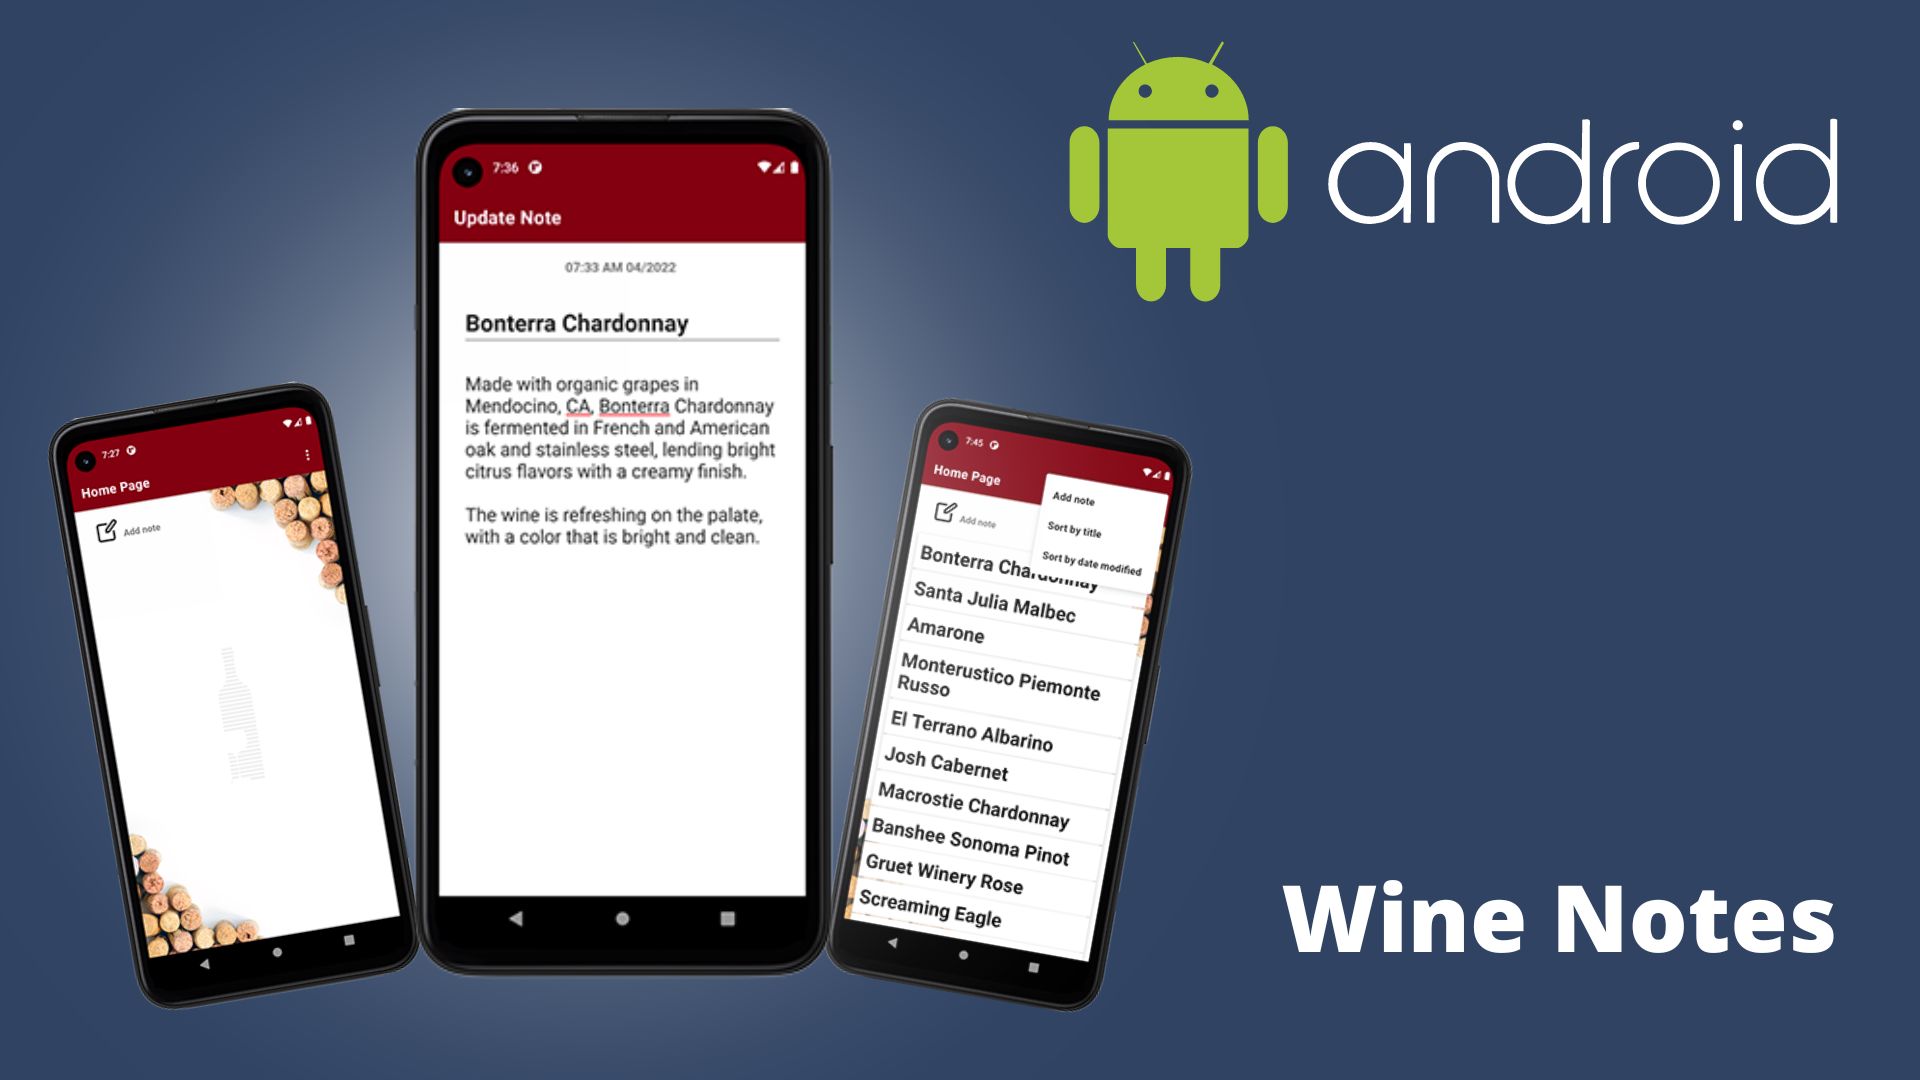 android
7:36
Update Note
07:33 AM 04/2022
Bonterra Chardonnay
Made with organic grapes in
Mendocino, CA, Bonterra Chardonnay
is fermented in French and American
oak and stainless steel, lending bright
citrus flavors with a creamy finish.
The wine is refreshing on the palate,
with a color that is bright and clean.
7:27
Home Page
Add note
7:45
Home Page
Add note
Sort by title
Sort by date modified
Add note
Bonterra Chardonnay
Santa Julia Malbec
Amarone
Monterustico Piemonte
Russo
El Terrano Albarino
Josh Cabernet
Macrostie Chardonnay
Banshee Sonoma Pinot
Gruet Winery Rose
Screaming Eagle
Wine Notes